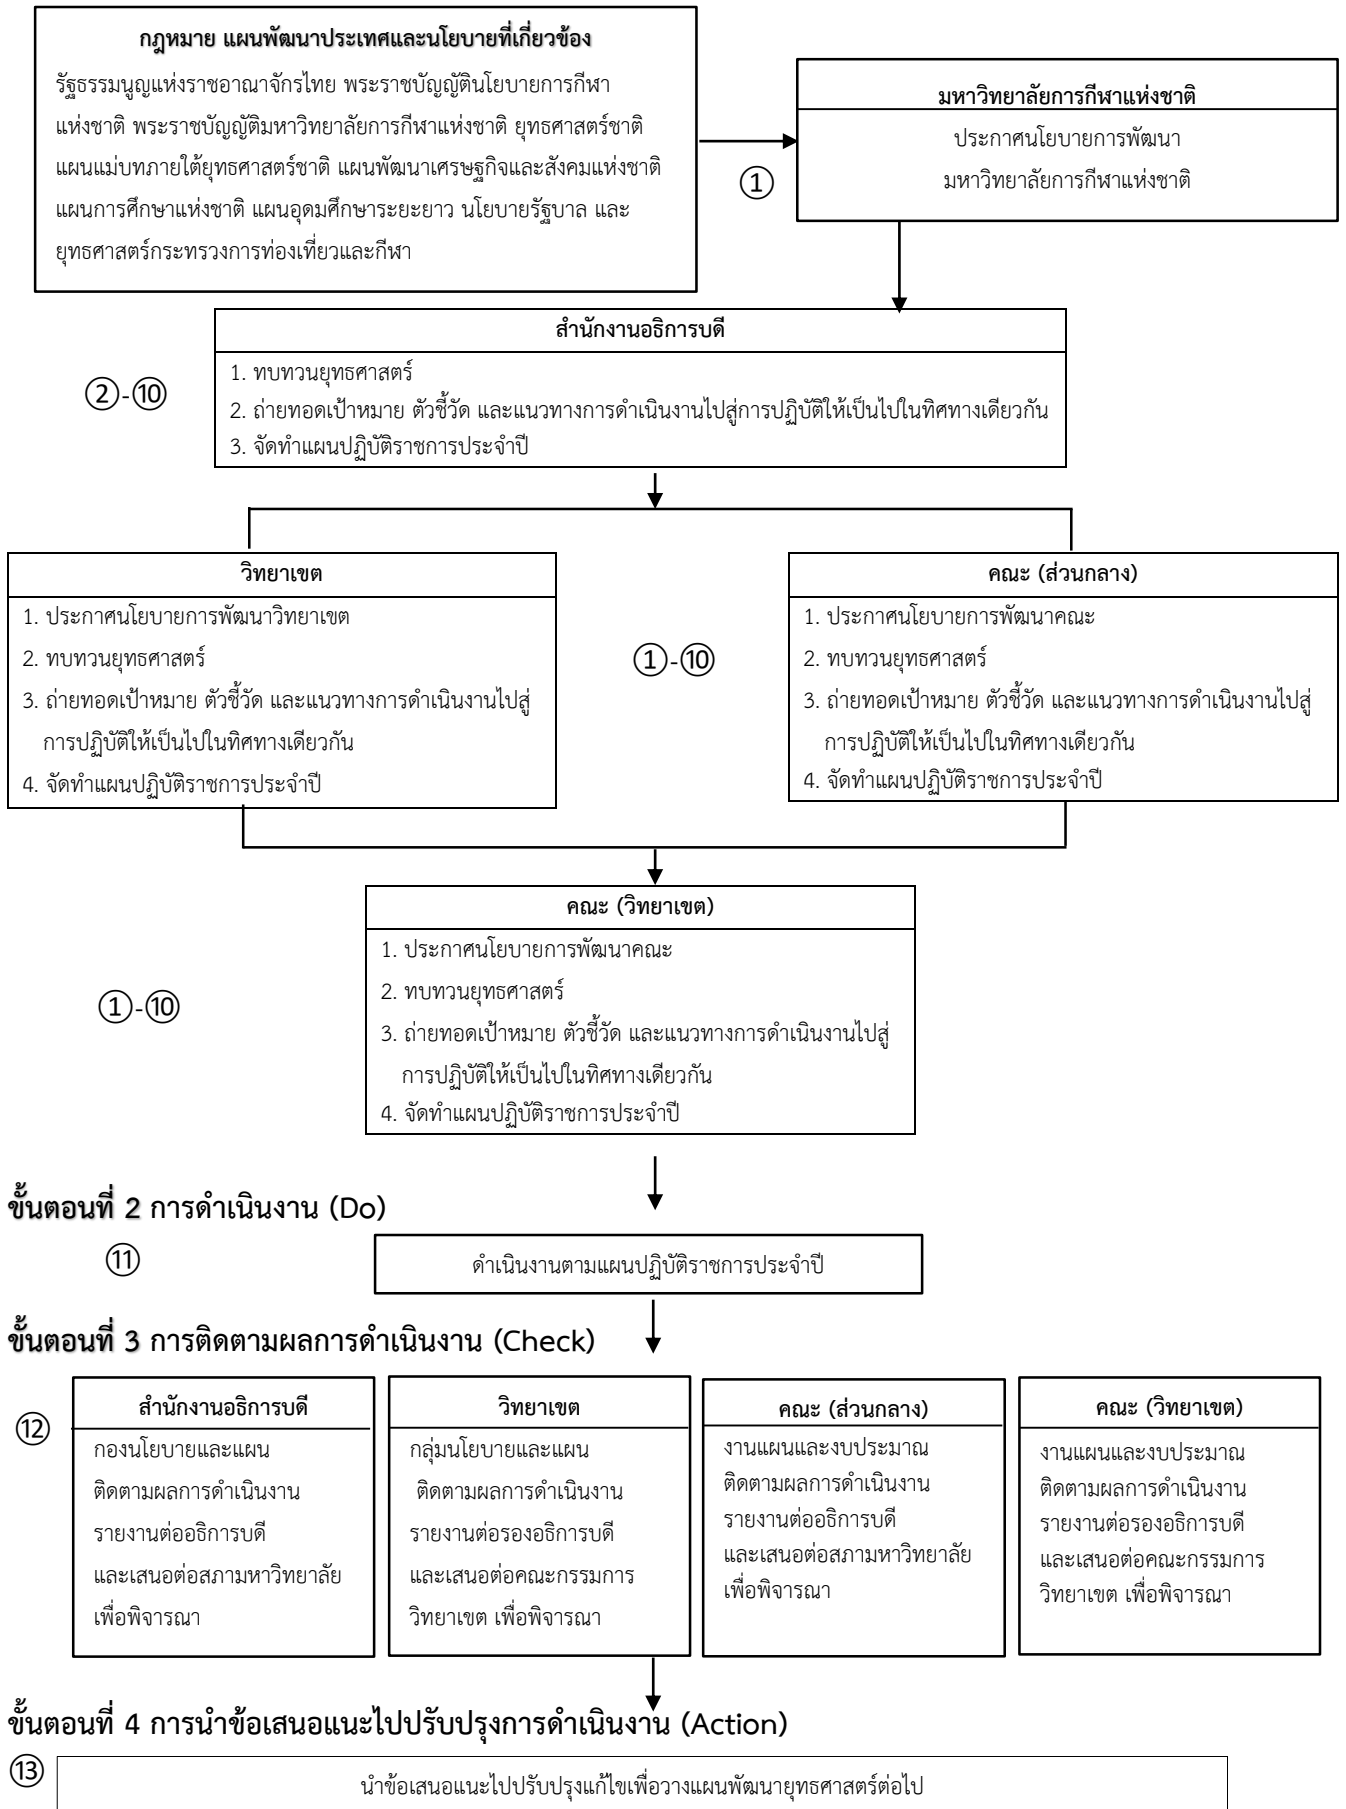 กฎหมาย แผนพัฒนาประเทศและนโยบายที่เกี่ยวข้อง
รัฐธรรมนูญแห่งราชอาณาจักรไทย พระราชบัญญัตินโยบายการกีฬา
แห่งชาติ พระราชบัญญัติมหาวิทยาลัยการกีฬาแห่งชาติ ยุทธศาสตร์ชาติ
แผนแม่บทภายใต้ยุทธศาสตร์ชาติ แผนพัฒนาเศรษฐกิจและสังคมแห่งชาติ
แผนการศึกษาแห่งชาติ แผนอุดมศึกษาระยะยาว นโยบายรัฐบาล และ
ยุทธศาสตร์กระทรวงการท่องเที่ยวและกีฬา
①
มหาวิทยาลัยการกีฬาแห่งชาติ
ประกาศนโยบายการพัฒนา
มหาวิทยาลัยการกีฬาแห่งชาติ
สำนักงานอธิการบดี
②-⑩
1. ทบทวนยุทธศาสตร์
2. ถ่ายทอดเป้าหมาย ตัวชี้วัด และแนวทางการดำเนินงานไปสู่การปฏิบัติให้เป็นไปในทิศทางเดียวกัน
3. จัดทำแผนปฏิบัติราชการประจำปี
วิทยาเขต
1. ประกาศนโยบายการพัฒนาวิทยาเขต
2. ทบทวนยุทธศาสตร์
3. ถ่ายทอดเป้าหมาย ตัวชี้วัด และแนวทางการดำเนินงานไปสู่
การปฏิบัติให้เป็นไปในทิศทางเดียวกัน
4. จัดทำแผนปฏิบัติราชการประจำปี
①-⑩
คณะ (ส่วนกลาง)
1. ประกาศนโยบายการพัฒนาคณะ
2. ทบทวนยุทธศาสตร์
3. ถ่ายทอดเป้าหมาย ตัวชี้วัด และแนวทางการดำเนินงานไปสู่
การปฏิบัติให้เป็นไปในทิศทางเดียวกัน
4. จัดทำแผนปฏิบัติราชการประจำปี
คณะ (วิทยาเขต)
①-⑩
1. ประกาศนโยบายการพัฒนาคณะ
2. ทบทวนยุทธศาสตร์
3. ถ่ายทอดเป้าหมาย ตัวชี้วัด และแนวทางการดำเนินงานไปสู่
การปฏิบัติให้เป็นไปในทิศทางเดียวกัน
4. จัดทำแผนปฏิบัติราชการประจำปี
ขั้นตอนที่ 2 การดำเนินงาน (Do)
⑪
ดำเนินงานตามแผนปฏิบัติราชการประจำปี
ขั้นตอนที่ 3 การติดตามผลการดำเนินงาน (Check)
⑫
สำนักงานอธิการบดี
กองนโยบายและแผน
ติดตามผลการดำเนินงาน
รายงานต่ออธิการบดี
และเสนอต่อสภามหาวิทยาลัย
เพื่อพิจารณา
วิทยาเขต
กลุ่มนโยบายและแผน
ติดตามผลการดำเนินงาน
รายงานต่อรองอธิการบดี
และเสนอต่อคณะกรรมการ
วิทยาเขต เพื่อพิจารณา
คณะ (ส่วนกลาง)
งานแผนและงบประมาณ
ติดตามผลการดำเนินงาน
รายงานต่ออธิการบดี
และเสนอต่อสภามหาวิทยาลัย
เพื่อพิจารณา
คณะ (วิทยาเขต)
งานแผนและงบประมาณ
ติดตามผลการดำเนินงาน
รายงานต่อรองอธิการบดี
และเสนอต่อคณะกรรมการ
วิทยาเขต เพื่อพิจารณา
ขั้นตอนที่ 4 การนำข้อเสนอแนะไปปรับปรุงการดำเนินงาน (Action)
⑬
นำข้อเสนอแนะไปปรับปรุงแก้ไขเพื่อวางแผนพัฒนายุทธศาสตร์ต่อไป